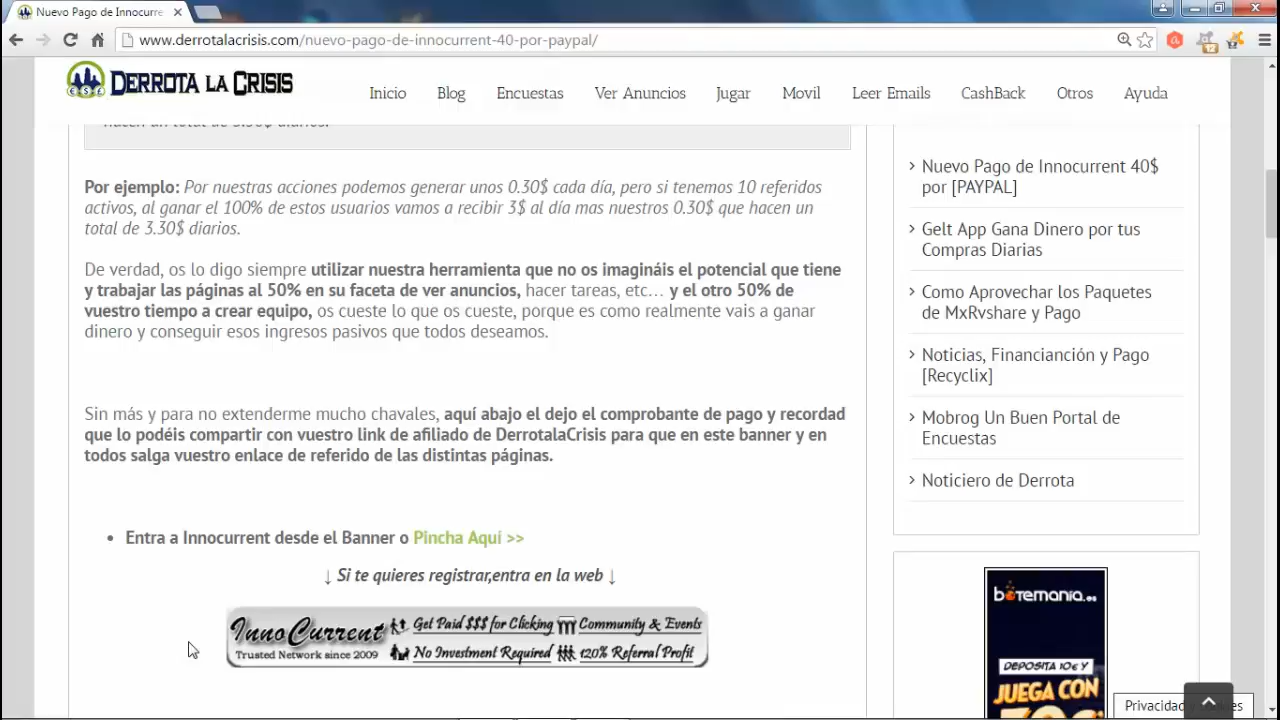 Nuevo Pago de Innocurre
www.derrotalacrisis.com/nuevo-pago-de-innocurrent-40-por-paypal/
12
DERROTA LA CRISIS
Inicio
Blog
Encuestas
Ver Anuncios
Jugar
Movil
Leer Emails
CashBack
Otros
Ayuda
hacen un total de 3.30$ diarios.
Por ejemplo: Por nuestras acciones podemos generar unos 0.30$ cada día, pero si tenemos 10 referidos
activos, al ganar el 100% de estos usuarios vamos a recibir 3$ al día mas nuestros 0.30$ que hacen un
total de 3.30$ diarios.
De verdad, os lo digo siempre utilizar nuestra herramienta que no os imagináis el potencial que tiene
y trabajar las páginas al 50% en su faceta de ver anuncios, hacer tareas, etc… y el otro 50% de
vuestro tiempo a crear equipo, os cueste lo que os cueste, porque es como realmente vais a ganar
dinero y conseguir esos ingresos pasivos que todos deseamos.
Sin más y para no extenderme mucho chavales, aquí abajo el dejo el comprobante de pago y recordad
que lo podéis compartir con vuestro link de afiliado de DerrotalaCrisis para que en este banner y en
todos salga vuestro enlace de referido de las distintas páginas.
• Entra a Innocurrent desde el Banner o Pincha Aquí >>
↓ Si te quieres registrar,entra en la web ↓
InnoCurrent
Trusted Network since 2009
Get Paid $$$ for Clicking
Community & Events
No Investment Required
120% Referral Profit
Nuevo Pago de Innocurrent 40$
por [PAYPAL]
Gelt App Gana Dinero por tus
Compras Diarias
Como Aprovechar los Paquetes
de MxRvshare y Pago
Noticias, Financianción y Pago
[Recyclix]
Mobrog Un Buen Portal de
Encuestas
Noticiero de Derrota
botemania.es
DEPOSITA 10€ Y
JUEGA CON
Privacidad y cookies